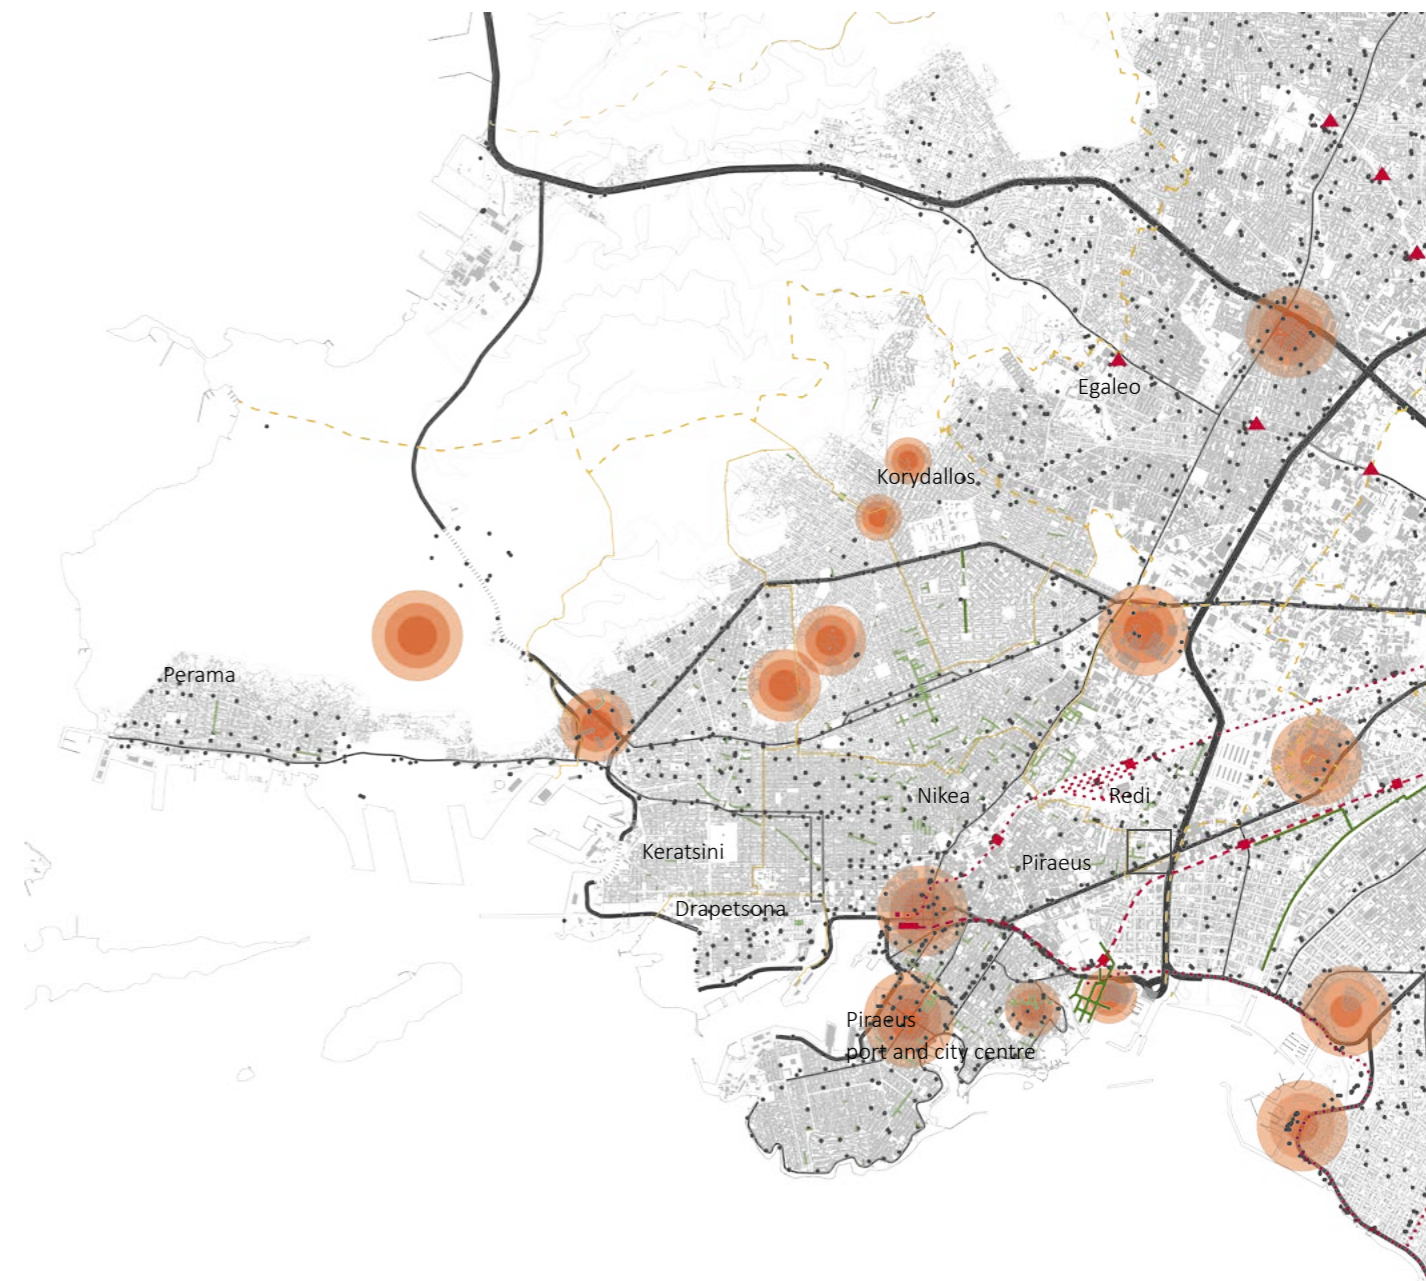 Egaleo
Korydallos
Perama
Nikea
Redi
Keratsini
Piraeus
Drapetsona
Piraeus
port and city centre